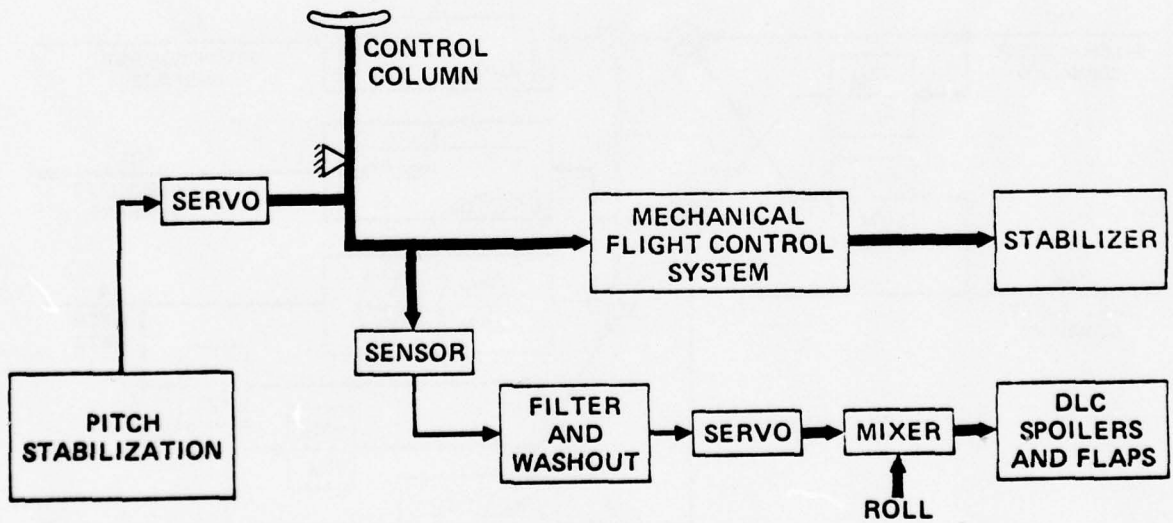 CONTROL
COLUMN
SERVO
MECHANICAL
FLIGHT CONTROL
SYSTEM
STABILIZER
SENSOR
PITCH
STABILIZATION
FILTER
AND
WASHOUT
SERVO
MIXER
DLC
SPOILERS
AND FLAPS
ROLL